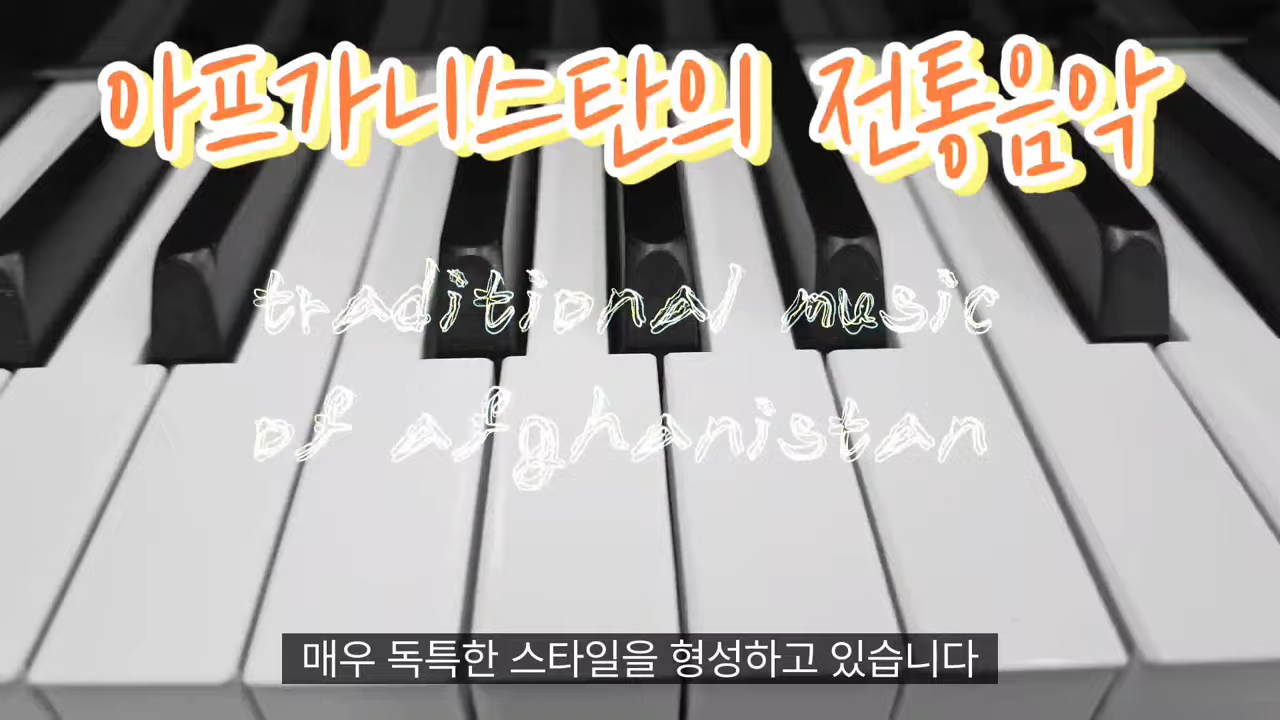 아프가니스탄의 전통음악
traditional music
of afghanistan
매우 독특한 스타일을 형성하고 있습니다